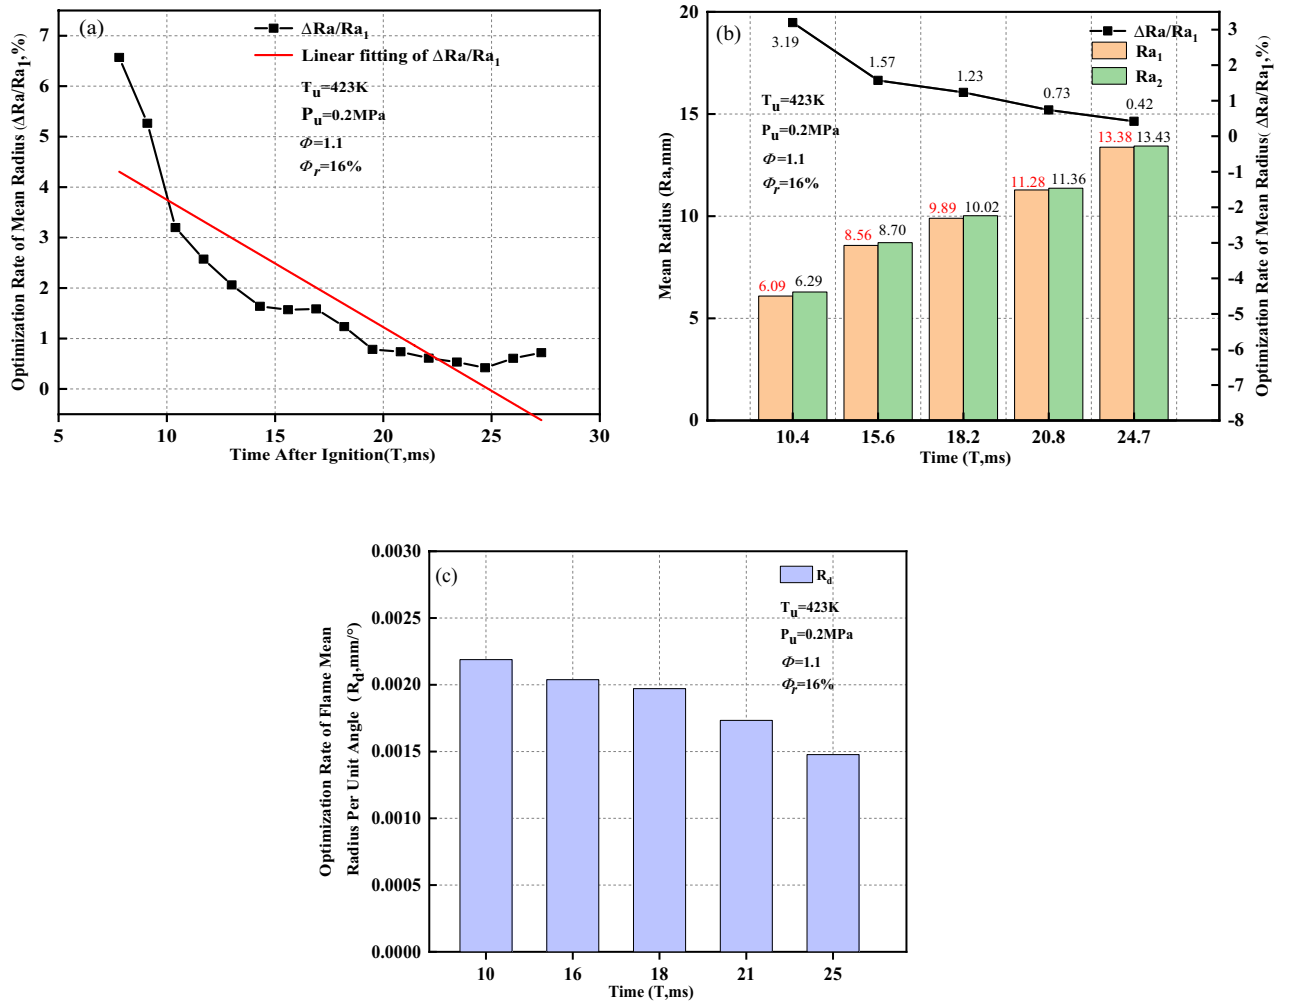 (a)
ΔRa/Ra1
Linear fitting of ΔRa/Ra1
Tu=423K
Pu=0.2MPa
Φ=1.1
Φr=16%
Optimization Rate of Mean Radius (ΔRa/Ra1,%)
7
6
5
4
3
2
1
0
5
10
15
20
25
30
Time After Ignition(T,ms)
(b)
ΔRa/Ra1
Ra1
Ra2
Tu=423K
Pu=0.2MPa
Φ=1.1
Φr=16%
3.19
1.57
1.23
0.73
0.42
6.09
6.29
8.56
8.70
9.89
10.02
11.28
11.36
13.38
13.43
Mean Radius (Ra,mm)
20
15
10
5
0
Optimization Rate of Mean Radius( ΔRa/Ra1,%)
3
2
1
0
-1
-2
-3
-4
-5
-6
-7
-8
10.4
15.6
18.2
20.8
24.7
Time (T,ms)
(c)
Rd
Tu=423K
Pu=0.2MPa
Φ=1.1
Φr=16%
Optimization Rate of Flame Mean
Radius Per Unit Angle (Rd,mm/°)
0.0030
0.0025
0.0020
0.0015
0.0010
0.0005
0.0000
10
16
18
21
25
Time (T,ms)